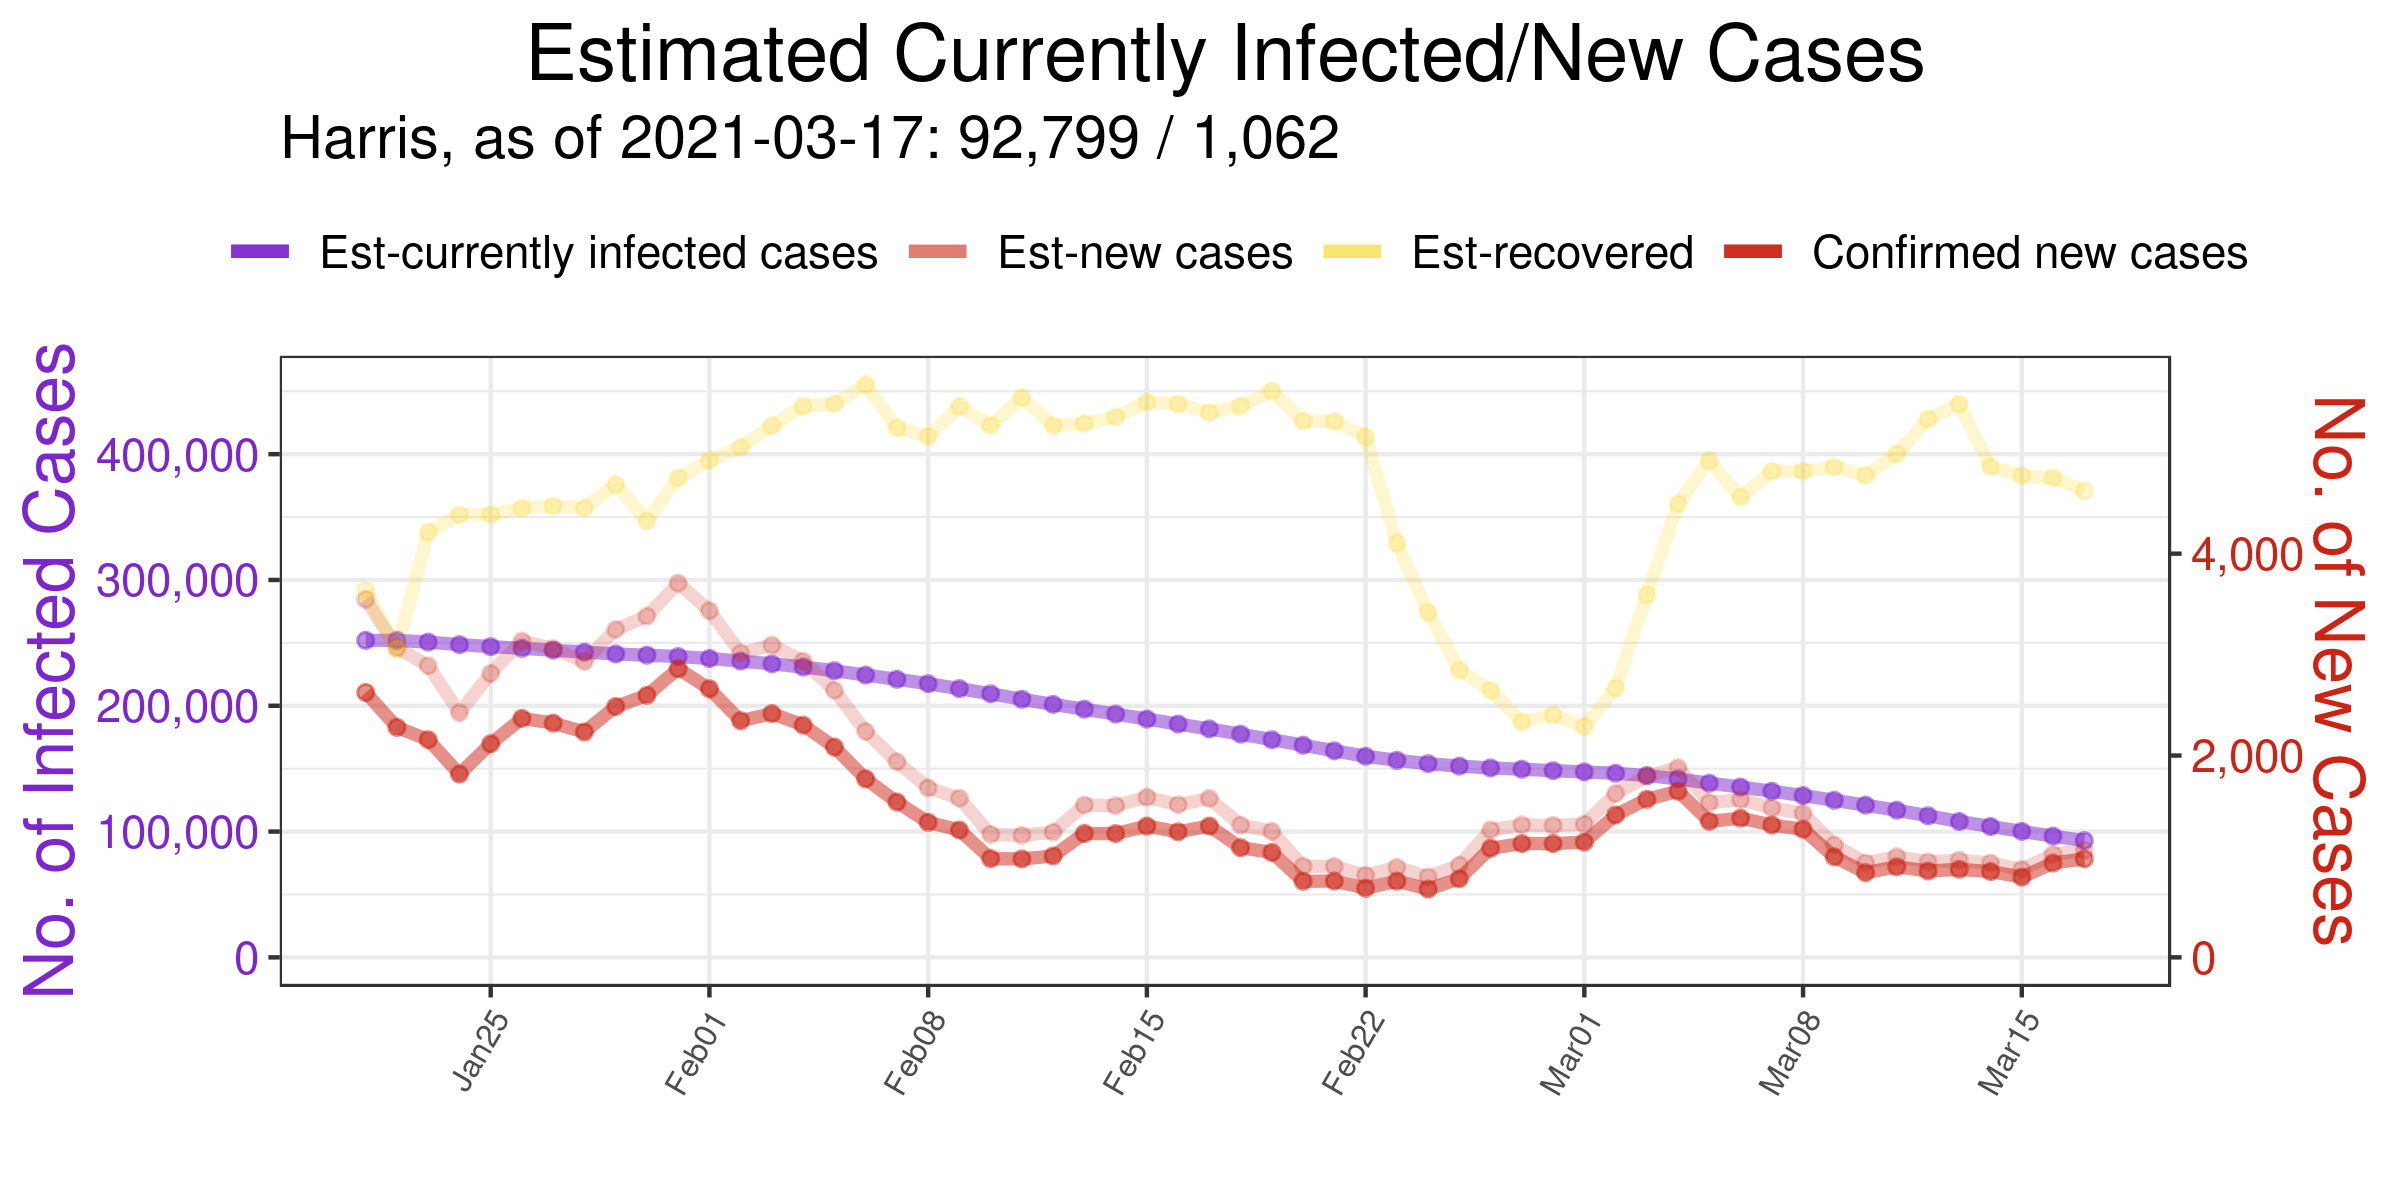 Estimated Currently Infected/New Cases
Harris, as of 2021-03-17: 92,799 / 1,062
Est-currently infected cases Est-new cases Est-recovered Confirmed new cases
No. of Infected Cases
400,000
300,000
200,000
100,000
0
No. of New Cases
4,000
2,000
0
Jan25 Feb01 Feb08 Feb15 Feb22 Mar01 Mar08 Mar15